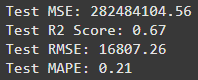 Test MSE: 282484104.56
Test R2 Score: 0.67
Test RMSE: 16807.26
Test MAPE: 0.21